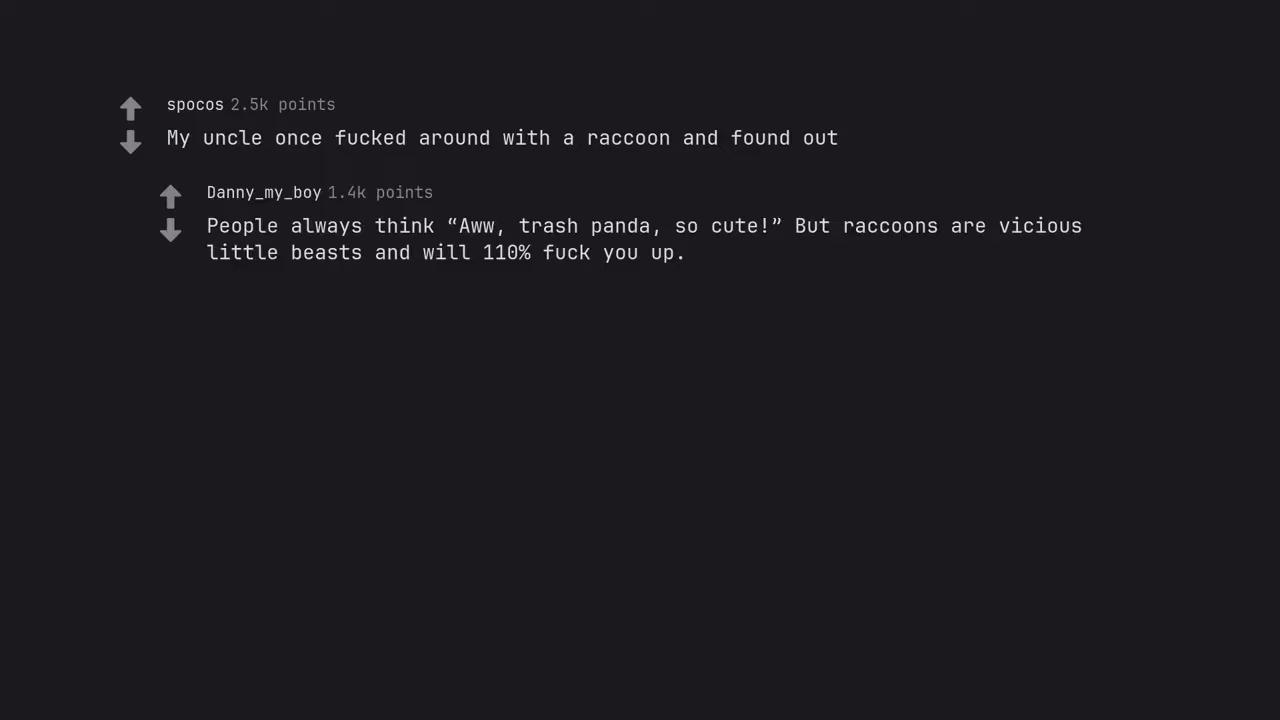 spocos 2.5k points
My uncle once fucked around with a raccoon and found out
Danny_my_boy 1.4k points
People always think “Aww, trash panda, so cute!” But raccoons are vicious
little beasts and will 110% fuck you up.